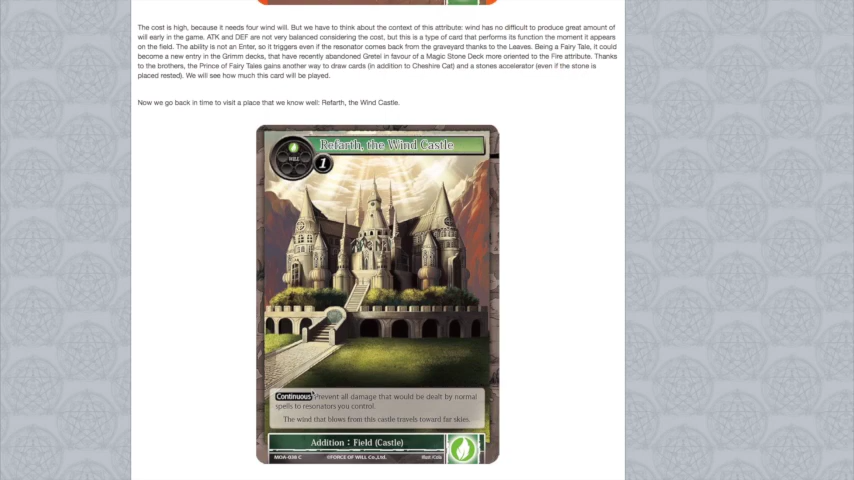 The cost is high, because it needs four wind will. But we have to think about the context of this attribute: wind has no difficult to produce great amount of
will early in the game. ATK and DEF are not very balanced considering the cost, but this is a type of card that performs its function the moment it appears
on the field. The ability is not an Enter, so it triggers even if the resonator comes back from the graveyard thanks to the Leaves. Being a Fairy Tale, it could
become a new entry in the Grimm decks, that have recently abandoned Gretel in favour of a Magic Stone Deck more oriented to the Fire attribute. Thanks
to the brothers, the Prince of Fairy Tales gains another way to draw cards (in addition to Cheshire Cat) and a stones accelerator (even if the stone is
placed rested). We will see how much this card will be played.
Now we go back in time to visit a place that we know well: Refarth, the Wind Castle.
Refarth, the Wind Castle
WILL
1
Continuous Prevent all damage that would be dealt by normal
spells to resonators you control.
The wind that blows from this castle travels toward far skies.
Addition : Field (Castle)
MOA-038 C ©FORCE OF WILL Co.,Ltd.